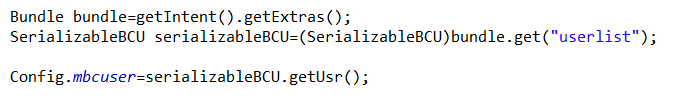 Bundle bundle=getIntent().getExtras();
SerializableBCU serializableBCU=(SerializableBCU)bundle.get("userlist");
Config.mbcuser=serializableBCU.getUsr();